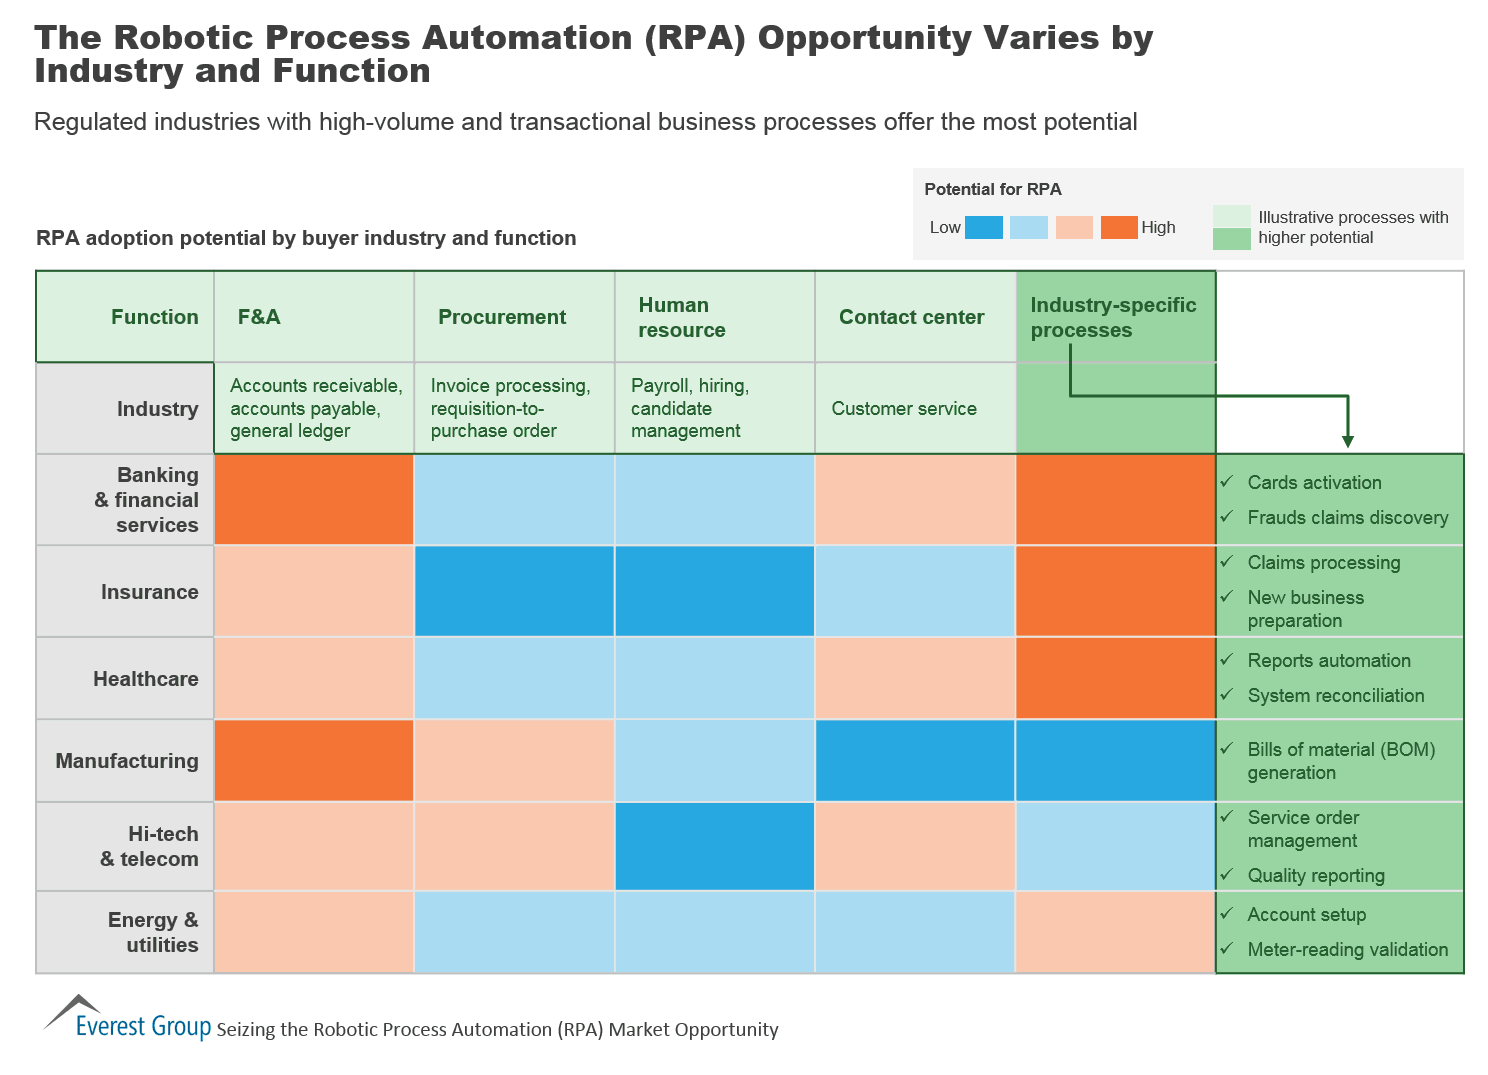 The Robotic Process Automation (RPA) Opportunity Varies by
Industry and Function
Regulated industries with high-volume and transactional business processes offer the most potential
Potential for RPA
Low
High
Illustrative processes with
higher potential
RPA adoption potential by buyer industry and function
Function
F&A
Procurement
Human
resource
Contact center
Industry-specific
processes
Industry
Accounts receivable,
accounts payable,
general ledger
Invoice processing,
requisition-to-
purchase order
Payroll, hiring,
candidate
management
Customer service
Banking
& financial
services
✓ Cards activation
✓ Frauds claims discovery
Insurance
✓ Claims processing
✓ New business
preparation
Healthcare
✓ Reports automation
✓ System reconciliation
Manufacturing
✓ Bills of material (BOM)
generation
Hi-tech
& telecom
✓ Service order
management
✓ Quality reporting
Energy &
utilities
✓ Account setup
✓ Meter-reading validation
Everest Group Seizing the Robotic Process Automation (RPA) Market Opportunity